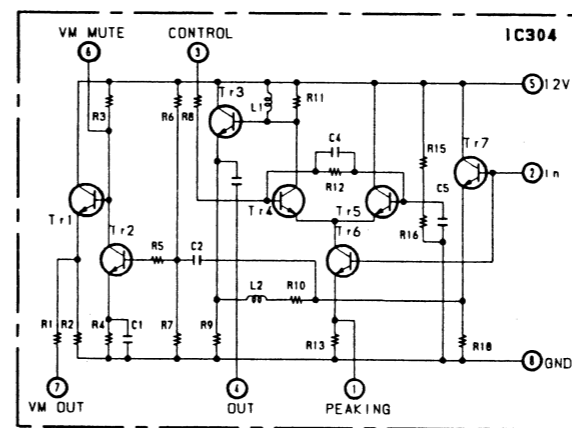 VM MUTE CONTROL IC304
6 3
Tr3 5 12V
R3 R6 R8 L1 R11
Tr7
C4 R15
2 In
R12 C5
Tr1 Tr4 Tr5
Tr2 Tr6 R16
R5 C2
L2 R10
R1 R2 R4 C1 R7 R9 R13 R18
8 GND
7 4 1
VM OUT OUT PEAKING